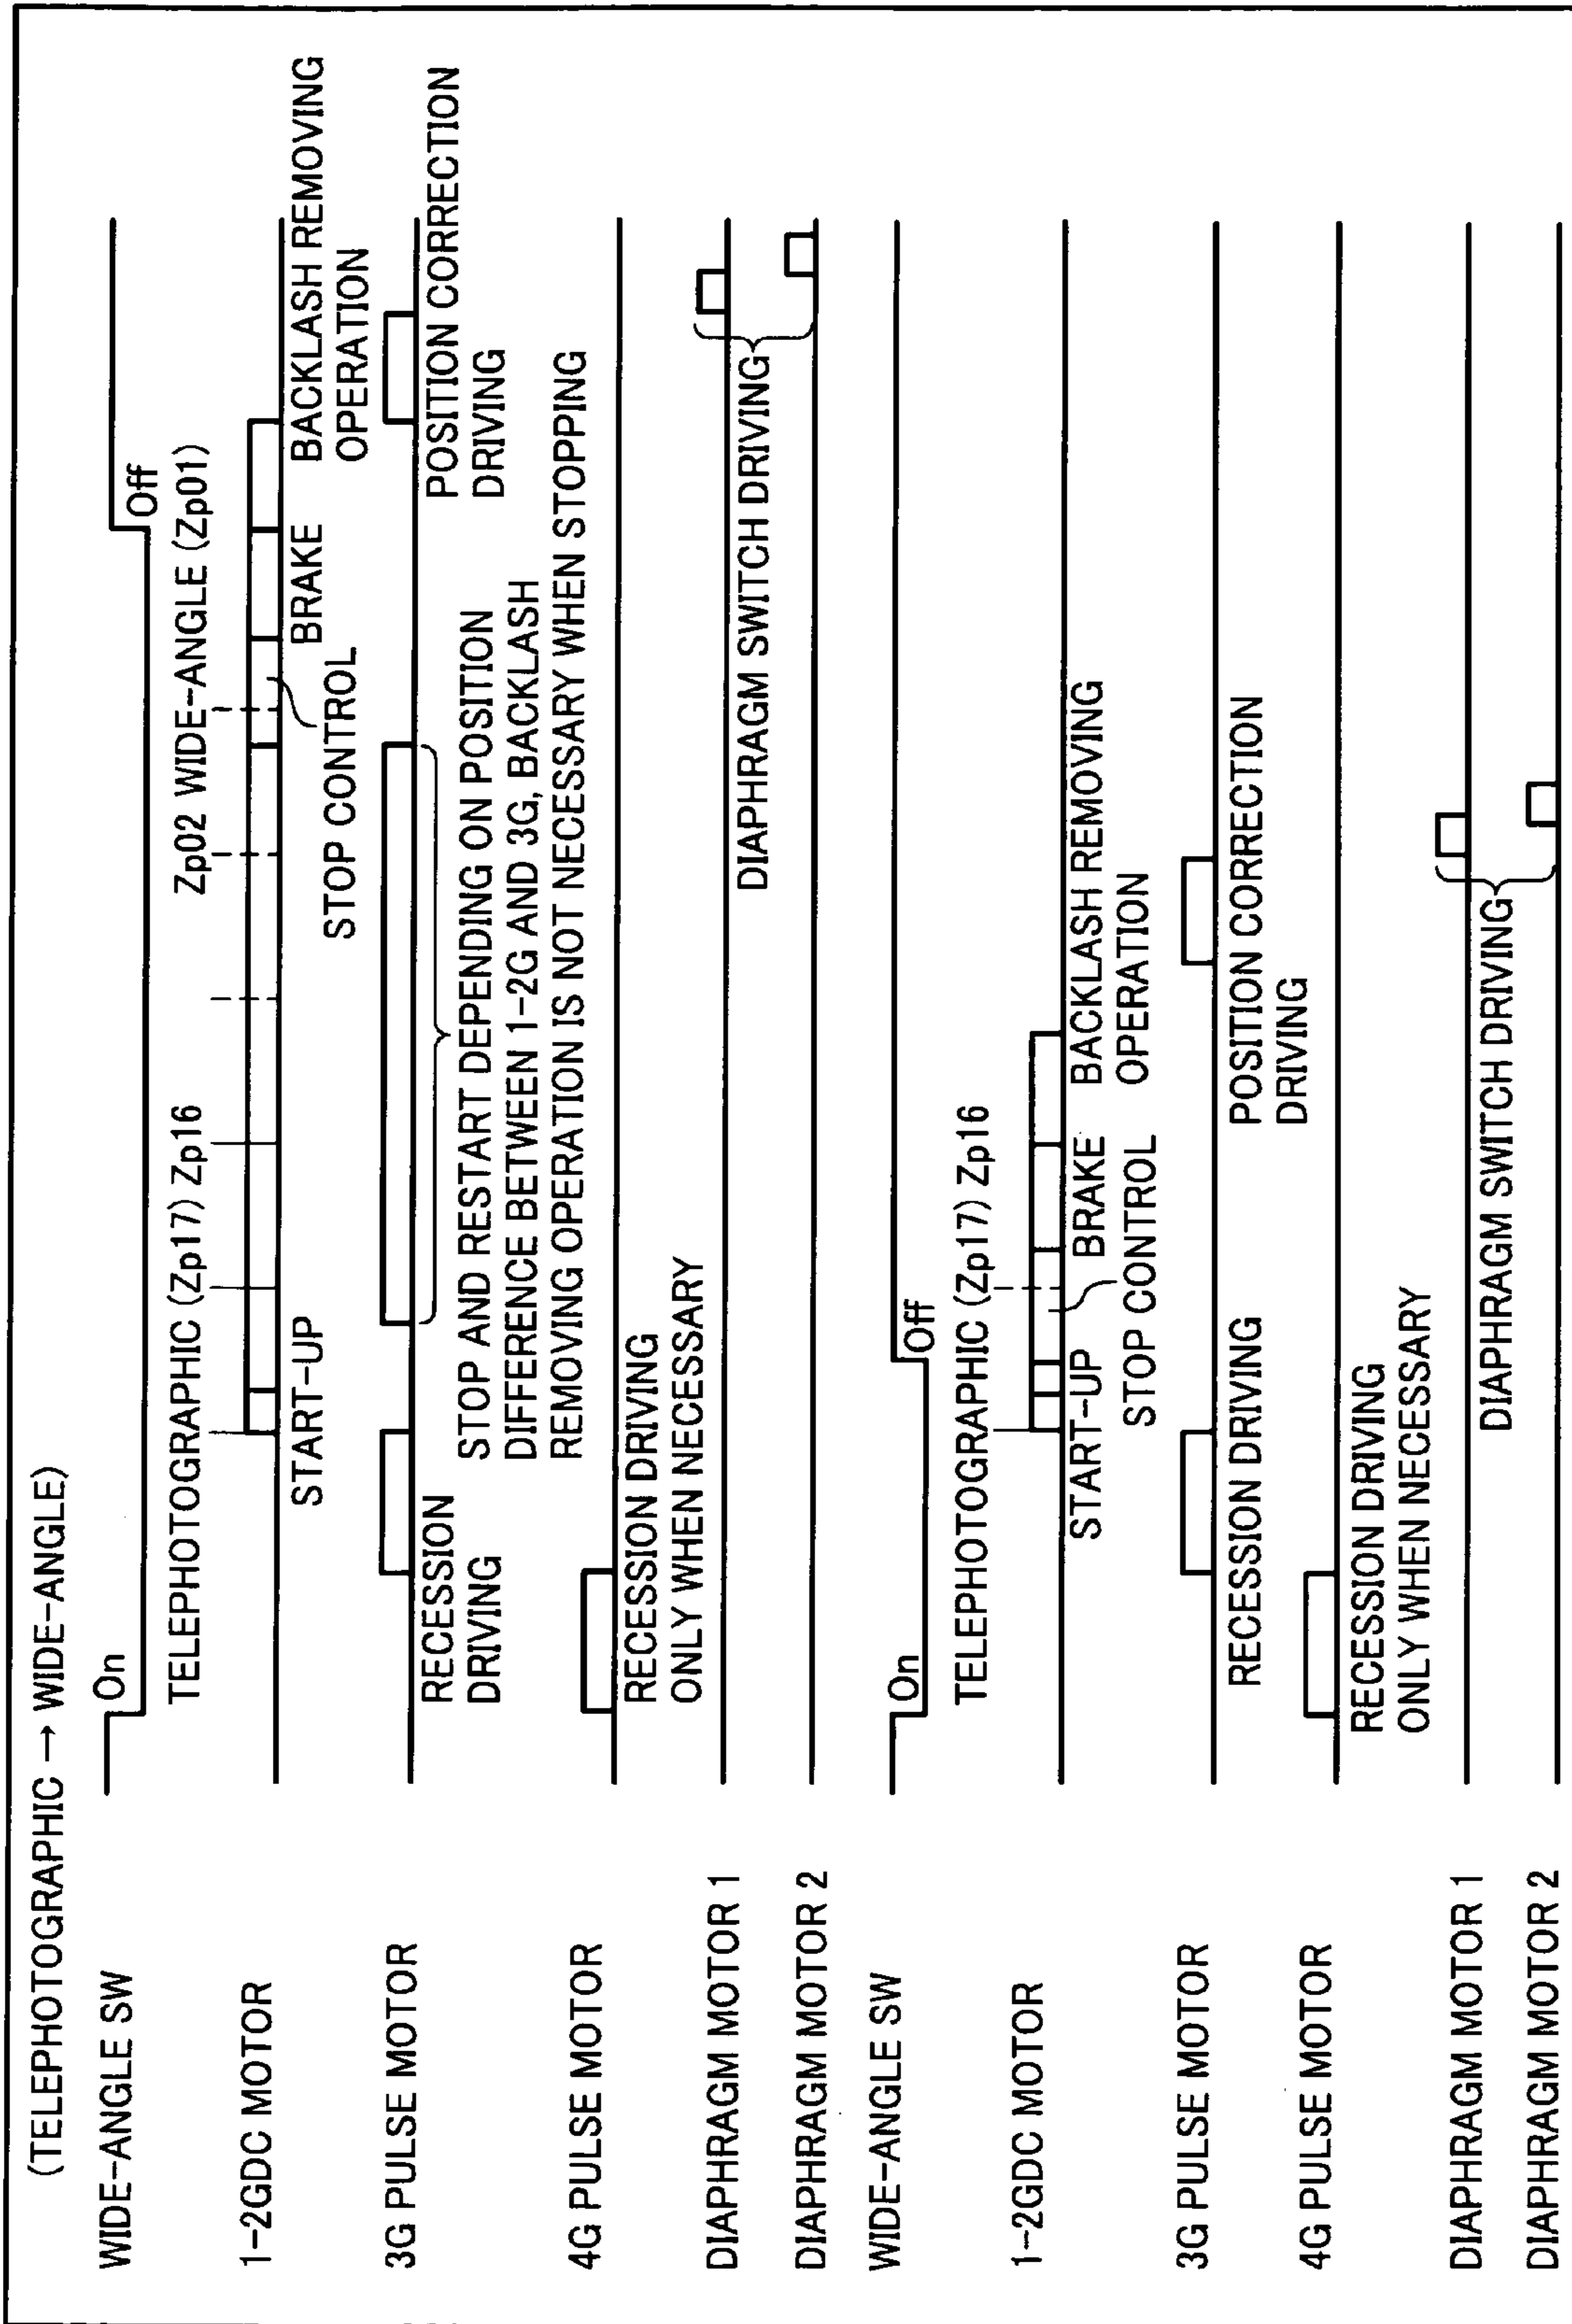 (TELEPHOTOGRAPHIC → WIDE-ANGLE)
WIDE-ANGLE SW
On
Off
TELEPHOTOGRAPHIC (Zp17) Zp16
Zp02 WIDE-ANGLE (Zp01)
1-2GDC MOTOR
START-UP
STOP CONTROL
BRAKE
BACKLASH REMOVING
OPERATION
3G PULSE MOTOR
RECESSION
DRIVING
STOP AND RESTART DEPENDING ON POSITION
DIFFERENCE BETWEEN 1-2G AND 3G, BACKLASH
REMOVING OPERATION IS NOT NECESSARY WHEN STOPPING
POSITION CORRECTION
DRIVING
4G PULSE MOTOR
RECESSION DRIVING
ONLY WHEN NECESSARY
DIAPHRAGM MOTOR 1
DIAPHRAGM SWITCH DRIVING
DIAPHRAGM MOTOR 2
WIDE-ANGLE SW
On
Off
TELEPHOTOGRAPHIC (Zp17) Zp16
1-2GDC MOTOR
START-UP
BRAKE
BACKLASH REMOVING
OPERATION
STOP CONTROL
3G PULSE MOTOR
RECESSION DRIVING
POSITION CORRECTION
DRIVING
4G PULSE MOTOR
RECESSION DRIVING
ONLY WHEN NECESSARY
DIAPHRAGM MOTOR 1
DIAPHRAGM SWITCH DRIVING
DIAPHRAGM MOTOR 2